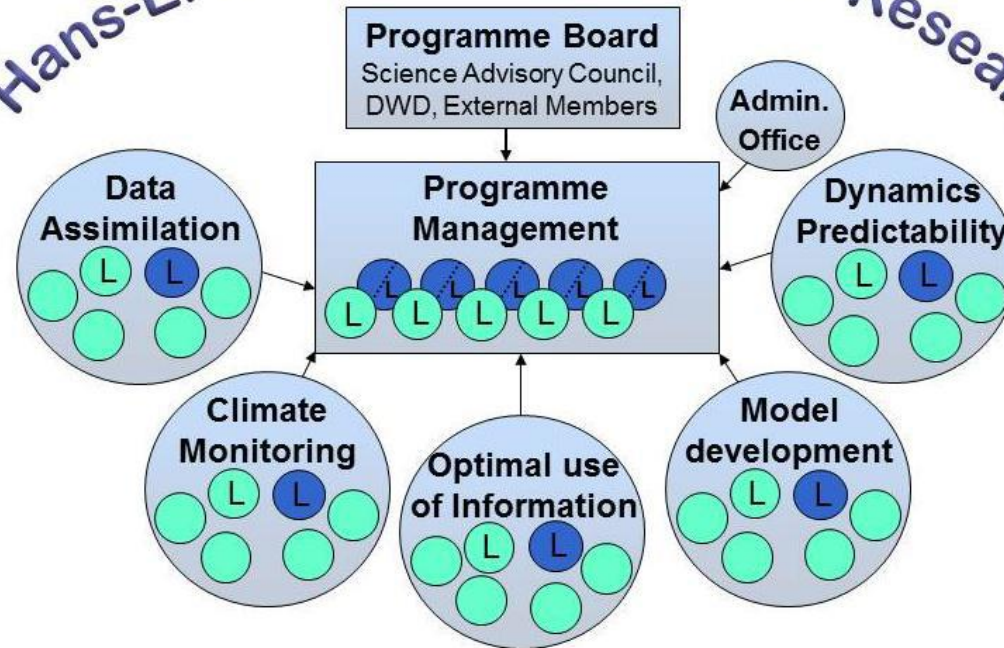 Hans-E
Resea
Programme Board
Science Advisory Council,
DWD, External Members
Admin.
Office
Programme
Management
L L L L L
L L L L L
Data
Assimilation
L L
Dynamics
Predictability
L L
Climate
Monitoring
L L
Optimal use
of Information
L L
Model
development
L L